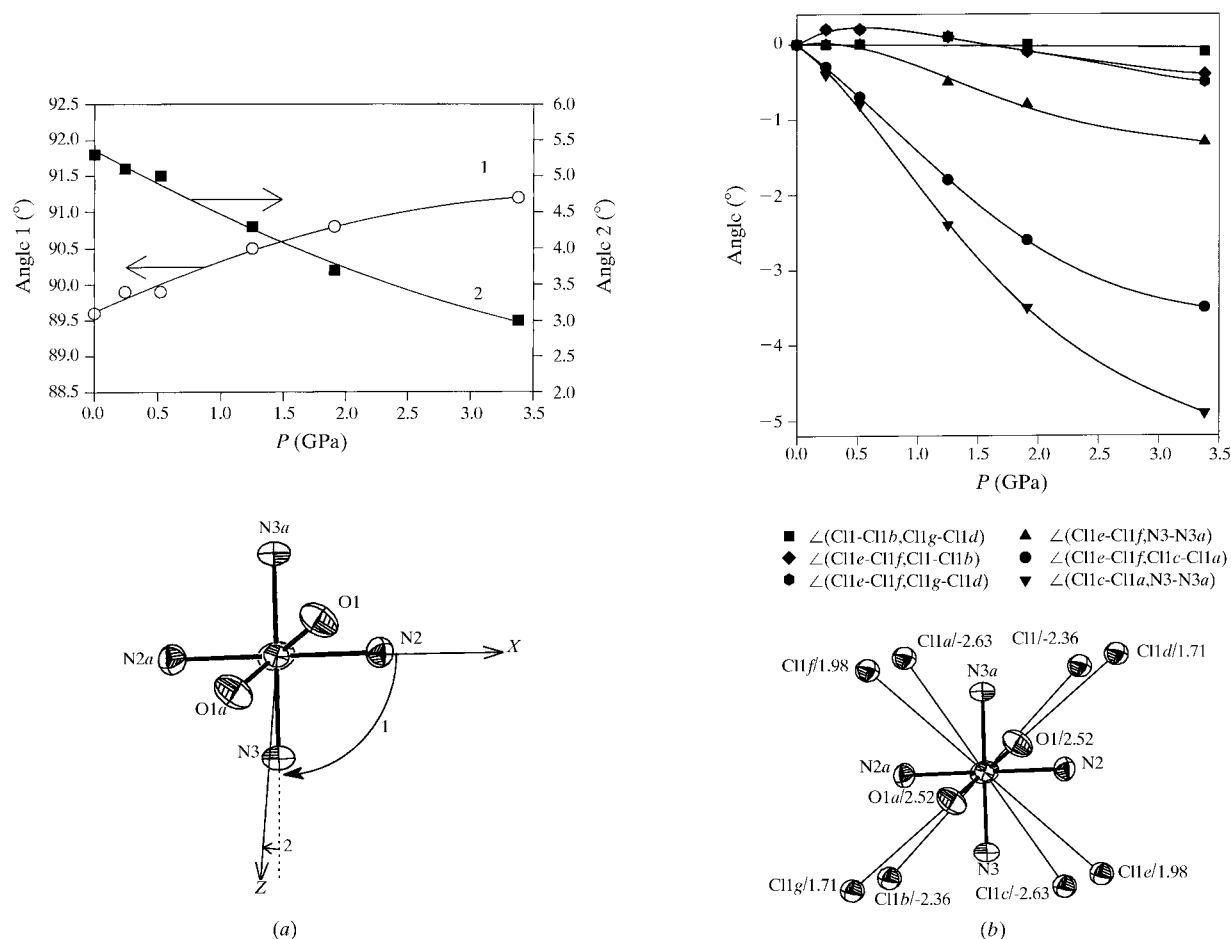 92.5
92.0
91.5
91.0
90.5
90.0
89.5
89.0
88.5
Angle 1 (°)
6.0
5.5
5.0
4.5
4.0
3.5
3.0
2.5
2.0
Angle 2 (°)
1
2
0.0 0.5 1.0 1.5 2.0 2.5 3.0 3.5
P (GPa)
N3a
O1
N2
X
N2a
O1a
N3
1
2
Z
(a)
0
−1
−2
−3
−4
−5
Angle (°)
0.0 0.5 1.0 1.5 2.0 2.5 3.0 3.5
P (GPa)
∠(Cl1-Cl1b,Cl1g-Cl1d)
∠(Cl1e-Cl1f,Cl1-Cl1b)
∠(Cl1e-Cl1f,Cl1g-Cl1d)
∠(Cl1e-Cl1f,N3-N3a)
∠(Cl1e-Cl1f,Cl1c-Cl1a)
∠(Cl1c-Cl1a,N3-N3a)
Cl1a/-2.63
Cl1/-2.36
Cl1d/1.71
Cl1f/1.98
N3a
O1/2.52
N2a
N2
O1a/2.52
N3
Cl1g/1.71
Cl1b/-2.36
Cl1c/-2.63
Cl1e/1.98
(b)